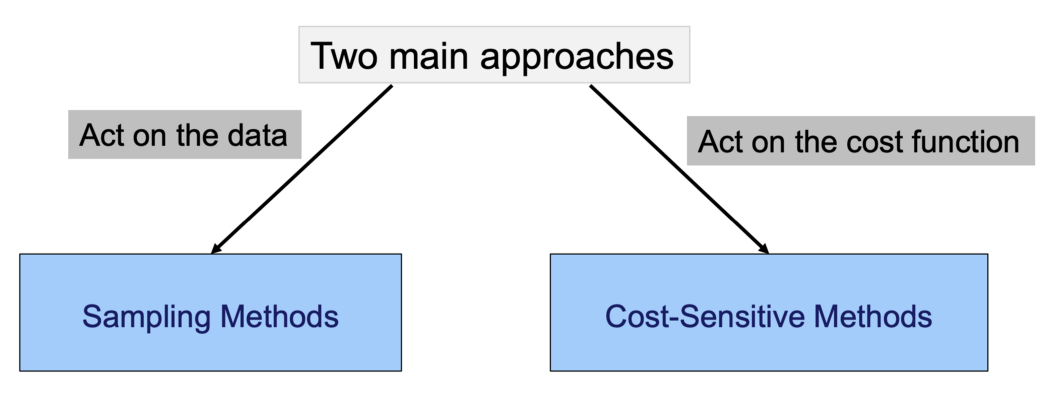 Two main approaches
Act on the data
Act on the cost function
Sampling Methods
Cost-Sensitive Methods